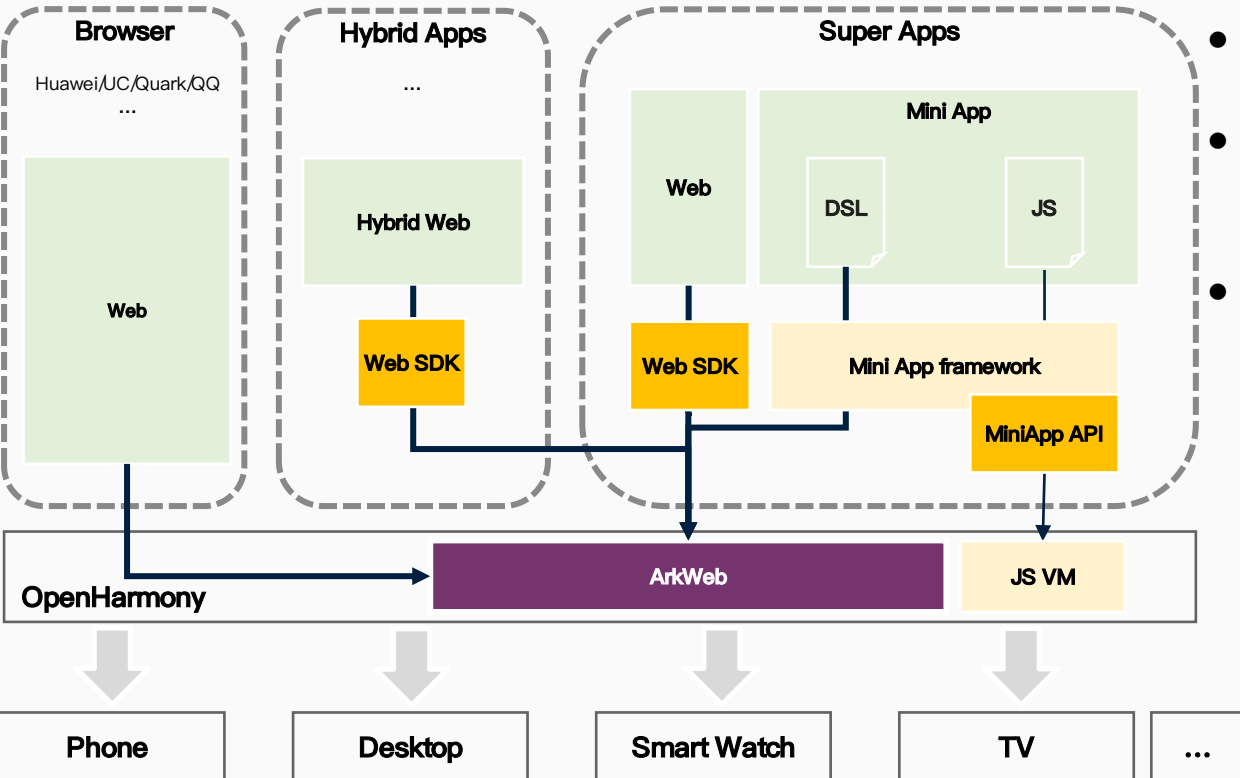 Browser
Huawei/UC/Quark/QQ
...
Web
Hybrid Apps
...
Hybrid Web
Web SDK
Super Apps
Web
Mini App
DSL
JS
Web SDK
Mini App framework
MiniApp API
OpenHarmony
ArkWeb
JS VM
Phone
Desktop
Smart Watch
TV
...